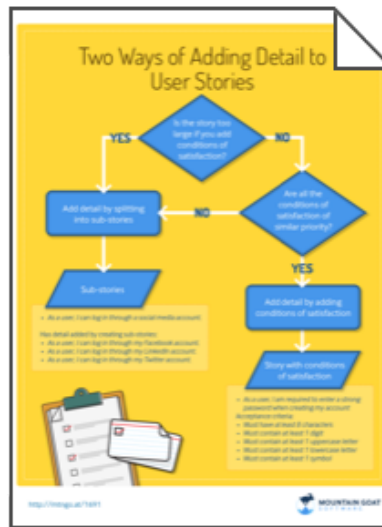 Two Ways of Adding Detail to
User Stories
Is the story too
large if you add
conditions of
satisfaction?
YES
NO
Add detail by splitting
into sub-stories
NO
Are all the
conditions of
satisfaction of
similar priority?
YES
Sub-stories
Add detail by adding
conditions of satisfaction
• As a user, I can log in through a social media account.
Has detail added by creating sub-stories:
• As a user, I can log in through my Facebook account.
• As a user, I can log in through my LinkedIn account.
• As a user, I can log in through my Twitter account.
Story with conditions
of satisfaction
• As a user, I am required to enter a strong
password when creating my account
Acceptance criteria:
• Must have at least 8 characters
• Must contain at least 1 digit
• Must contain at least 1 uppercase letter
• Must contain at least 1 lowercase letter
• Must contain at least 1 symbol
MOUNTAIN GOAT
SOFTWARE